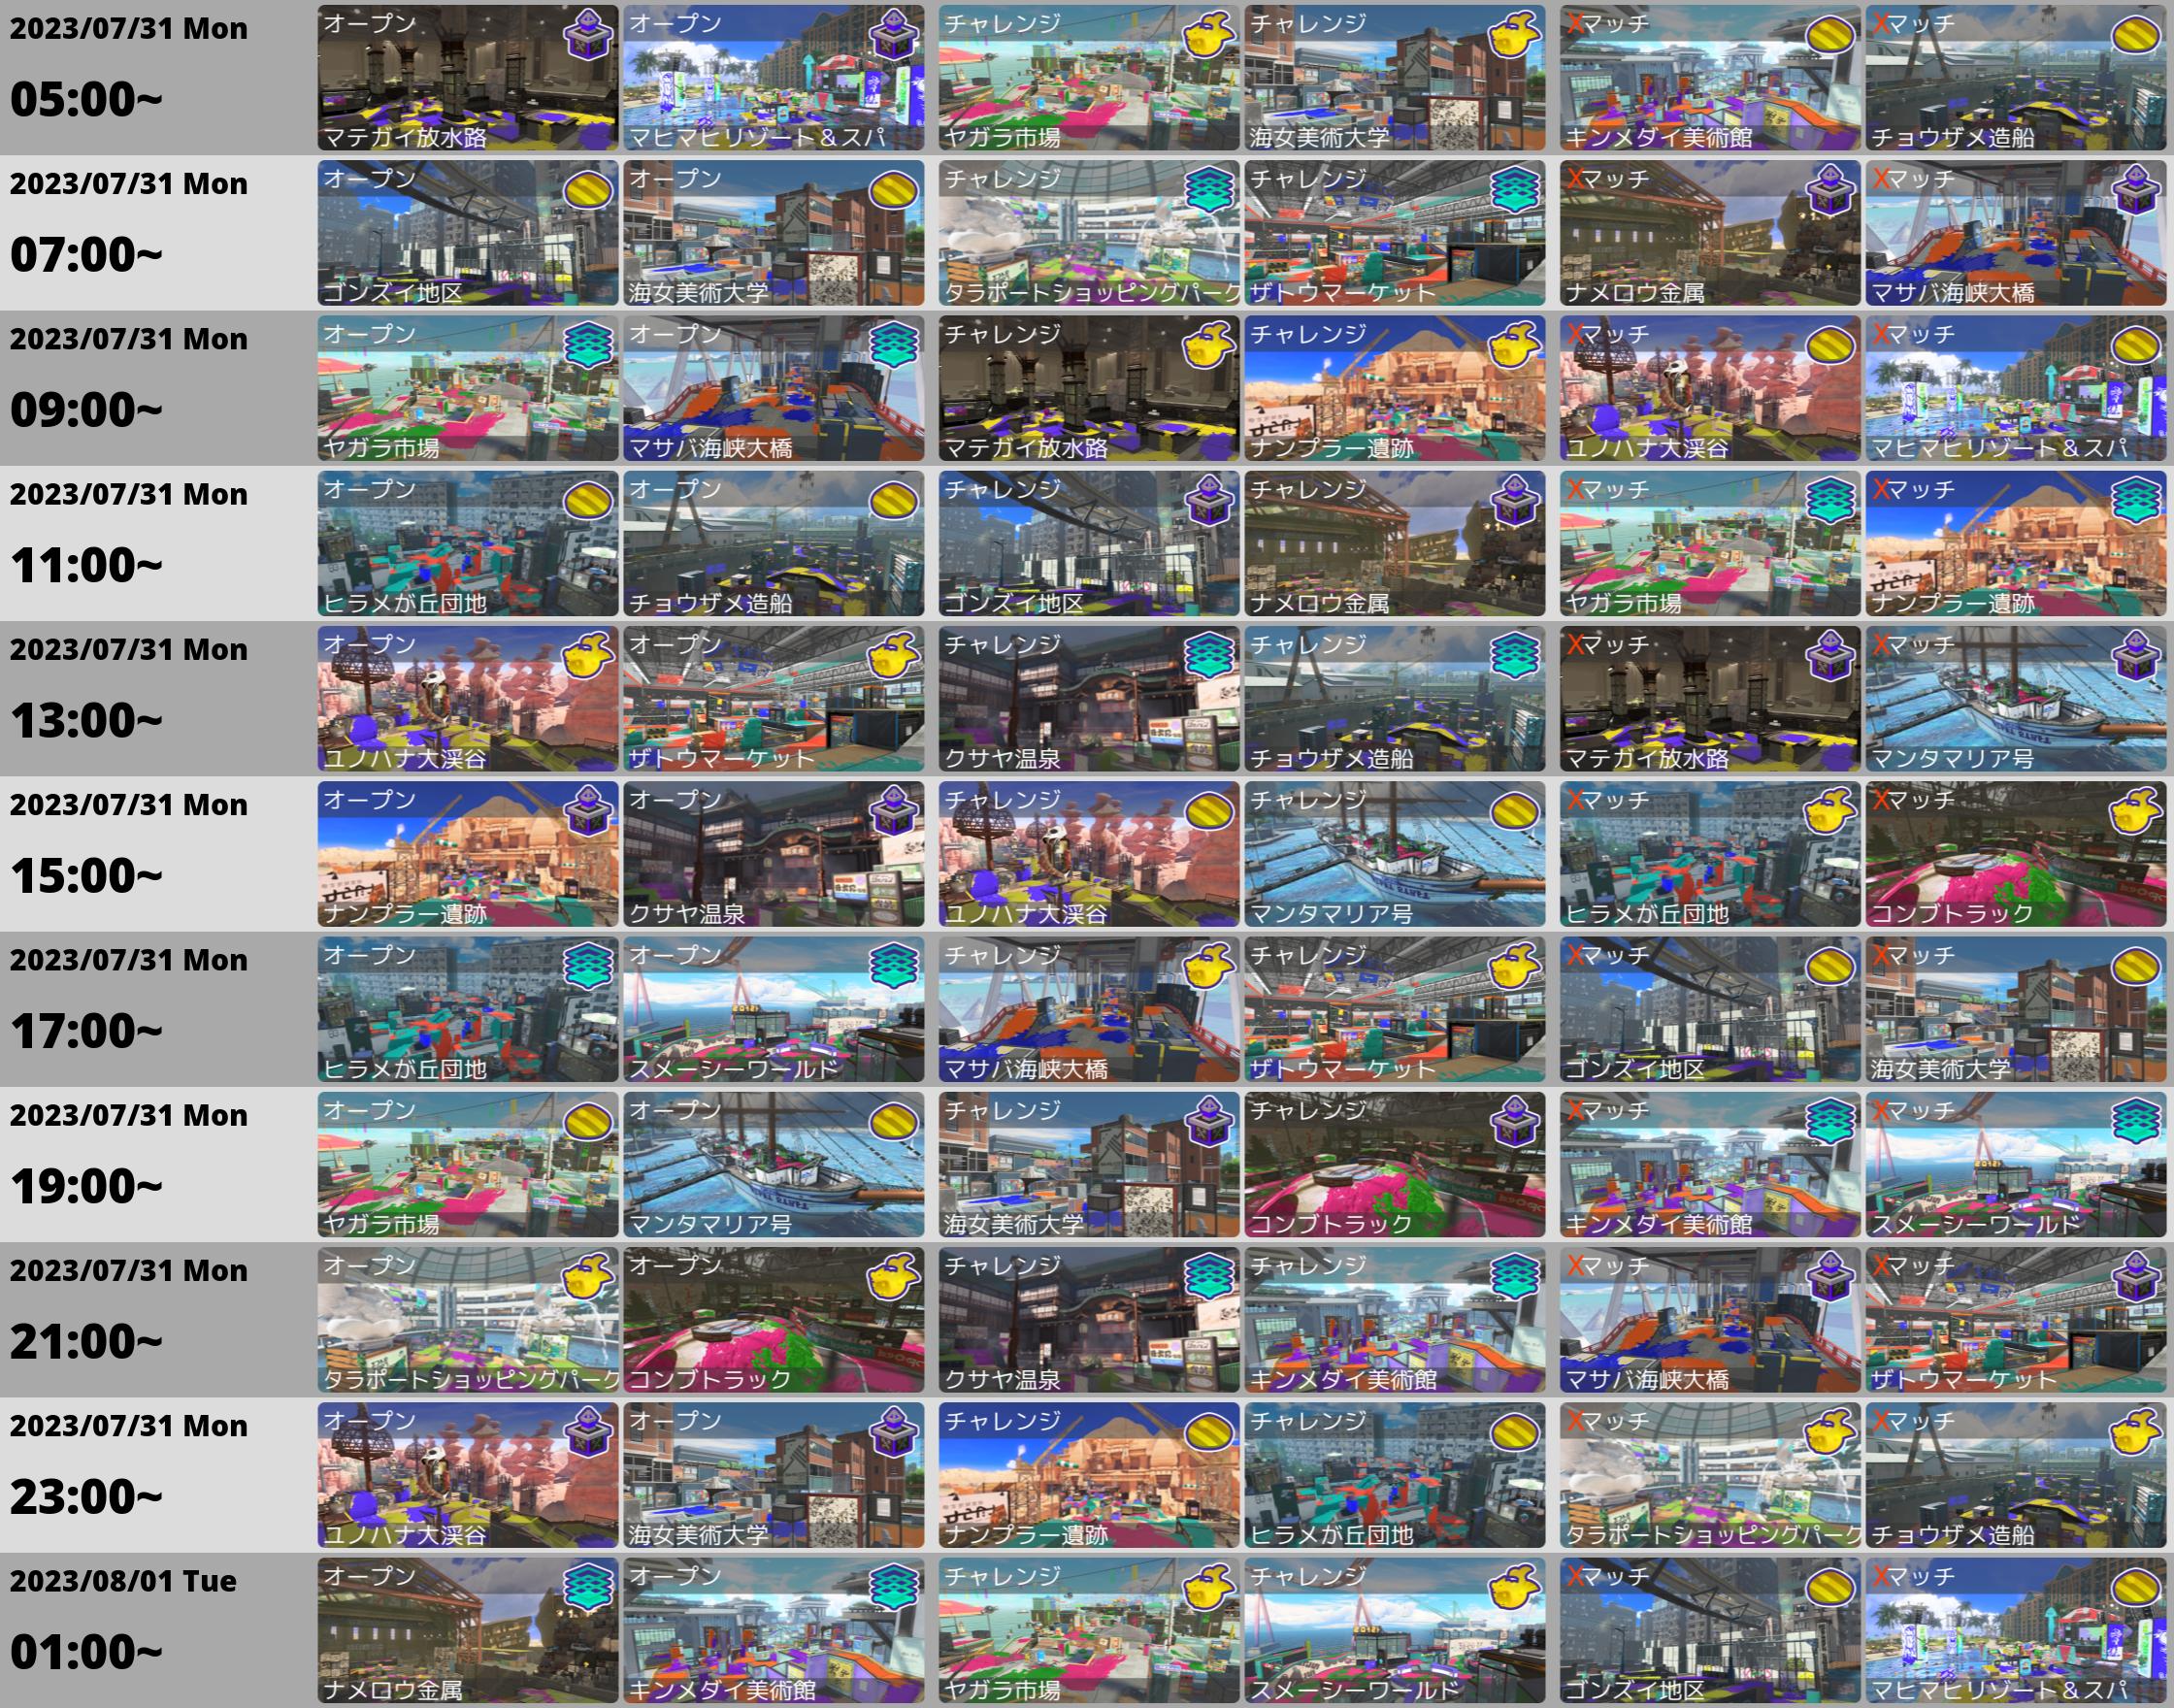 2023/07/31 Mon
05:00~
オープン オープン チャレンジ チャレンジ Xマッチ Xマッチ
マテガイ放水路 マヒマヒリゾート＆スパ ヤガラ市場 海女美術大学 キンメダイ美術館 チョウザメ造船
2023/07/31 Mon
07:00~
オープン オープン チャレンジ チャレンジ Xマッチ Xマッチ
ゴンズイ地区 海女美術大学 タラポートショッピングパーク ザトウマーケット ナメロウ金属 マサバ海峡大橋
2023/07/31 Mon
09:00~
オープン オープン チャレンジ チャレンジ Xマッチ Xマッチ
ヤガラ市場 マサバ海峡大橋 マテガイ放水路 ナンプラー遺跡 ユノハナ大渓谷 マヒマヒリゾート＆スパ
2023/07/31 Mon
11:00~
オープン オープン チャレンジ チャレンジ Xマッチ Xマッチ
ヒラメが丘団地 チョウザメ造船 ゴンズイ地区 ナメロウ金属 ヤガラ市場 ナンプラー遺跡
2023/07/31 Mon
13:00~
オープン オープン チャレンジ チャレンジ Xマッチ Xマッチ
ユノハナ大渓谷 ザトウマーケット クサヤ温泉 チョウザメ造船 マテガイ放水路 マンタマリア号
2023/07/31 Mon
15:00~
オープン オープン チャレンジ チャレンジ Xマッチ Xマッチ
ナンプラー遺跡 クサヤ温泉 ユノハナ大渓谷 マンタマリア号 ヒラメが丘団地 コンブトラック
2023/07/31 Mon
17:00~
オープン オープン チャレンジ チャレンジ Xマッチ Xマッチ
ヒラメが丘団地 スメーシーワールド マサバ海峡大橋 ザトウマーケット ゴンズイ地区 海女美術大学
2023/07/31 Mon
19:00~
オープン オープン チャレンジ チャレンジ Xマッチ Xマッチ
ヤガラ市場 マンタマリア号 海女美術大学 コンブトラック キンメダイ美術館 スメーシーワールド
2023/07/31 Mon
21:00~
オープン オープン チャレンジ チャレンジ Xマッチ Xマッチ
タラポートショッピングパーク コンブトラック クサヤ温泉 キンメダイ美術館 マサバ海峡大橋 ザトウマーケット
2023/07/31 Mon
23:00~
オープン オープン チャレンジ チャレンジ Xマッチ Xマッチ
ユノハナ大渓谷 海女美術大学 ナンプラー遺跡 ヒラメが丘団地 タラポートショッピングパーク チョウザメ造船
2023/08/01 Tue
01:00~
オープン オープン チャレンジ チャレンジ Xマッチ Xマッチ
ナメロウ金属 キンメダイ美術館 ヤガラ市場 スメーシーワールド ゴンズイ地区 マヒマヒリゾート＆スパ